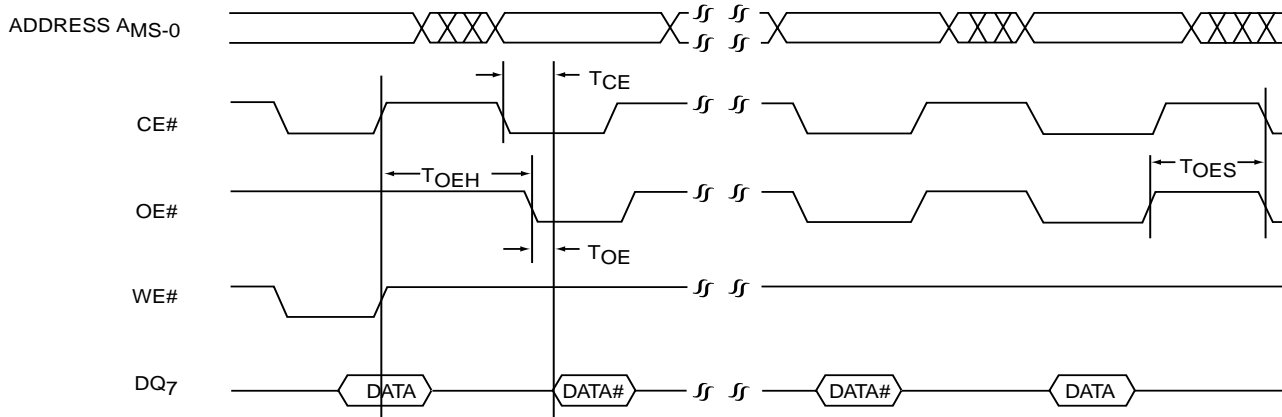 ADDRESS AMS-0
TCE
CE#
TOEH
TOES
OE#
TOE
WE#
DQ7
DATA
DATA#
DATA#
DATA